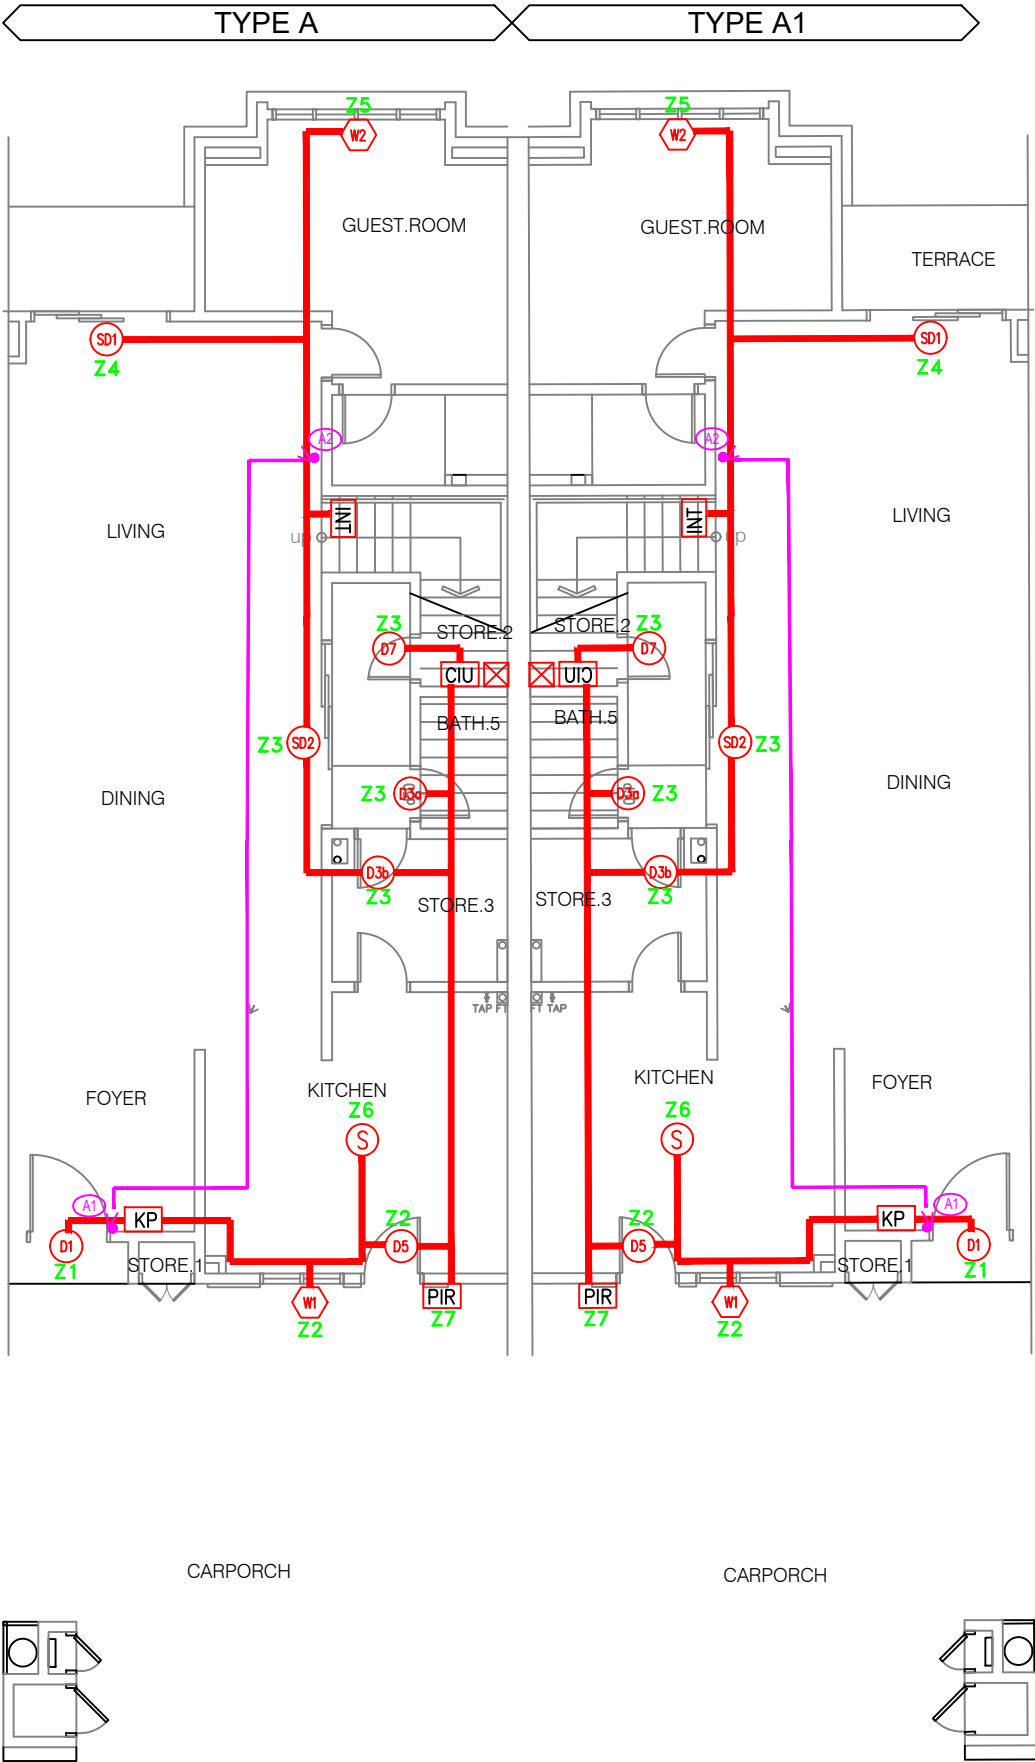 TYPE A TYPE A1
Z5 Z5
W2 W2
GUEST.ROOM GUEST.ROOM
TERRACE
SD1 SD1
Z4 Z4
A2 A2
INT INT
LIVING LIVING
up up
Z3 STORE.2 STORE.2 Z3
D7 D7
CIU CIU
BATH.5 BATH.5
Z3 SD2 SD2 Z3
DINING DINING
Z3 D3a D3a Z3
D3b D3b
Z3 Z3
STORE.3 STORE.3
TAP FT FT TAP
FOYER KITCHEN KITCHEN FOYER
Z6 Z6
S S
A1 A1
KP KP
D1 Z2 Z2 D1
D5 D5
Z1 STORE.1 STORE.1 Z1
W1 PIR PIR W1
Z2 Z7 Z7 Z2
CARPORCH CARPORCH